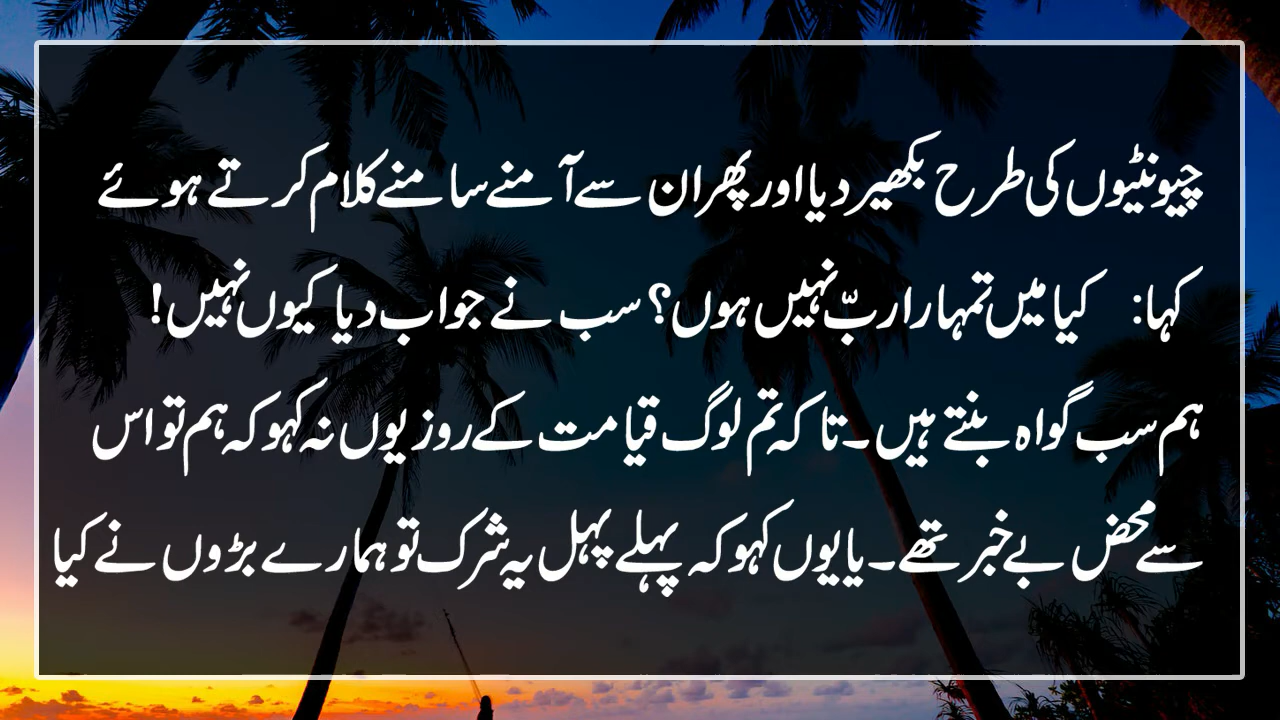 چیونٹیوں کی طرح بکھیر دیا اور پھر ان سے آمنے سامنے کلام کرتے ہوئے
کہا: کیا میں تمہارا ربّ نہیں ہوں؟ سب نے جواب دیا کیوں نہیں!
ہم سب گواہ بنتے ہیں۔ تاکہ تم لوگ قیامت کے روز یوں نہ کہو کہ ہم تو اس
سے محض بے خبر تھے۔ یا یوں کہو کہ پہلے پہل یہ شرک تو ہمارے بڑوں نے کیا